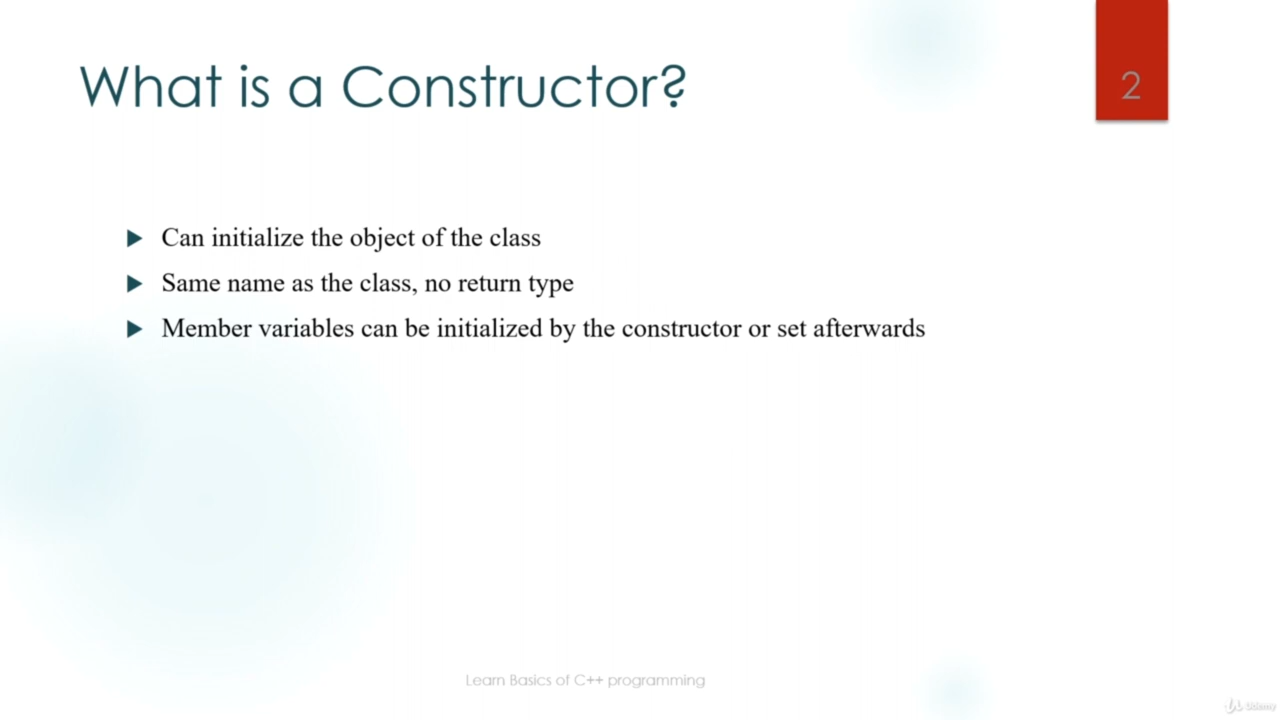 What is a Constructor?
2
Can initialize the object of the class
Same name as the class, no return type
Member variables can be initialized by the constructor or set afterwards
Learn Basics of C++ programming
Udemy